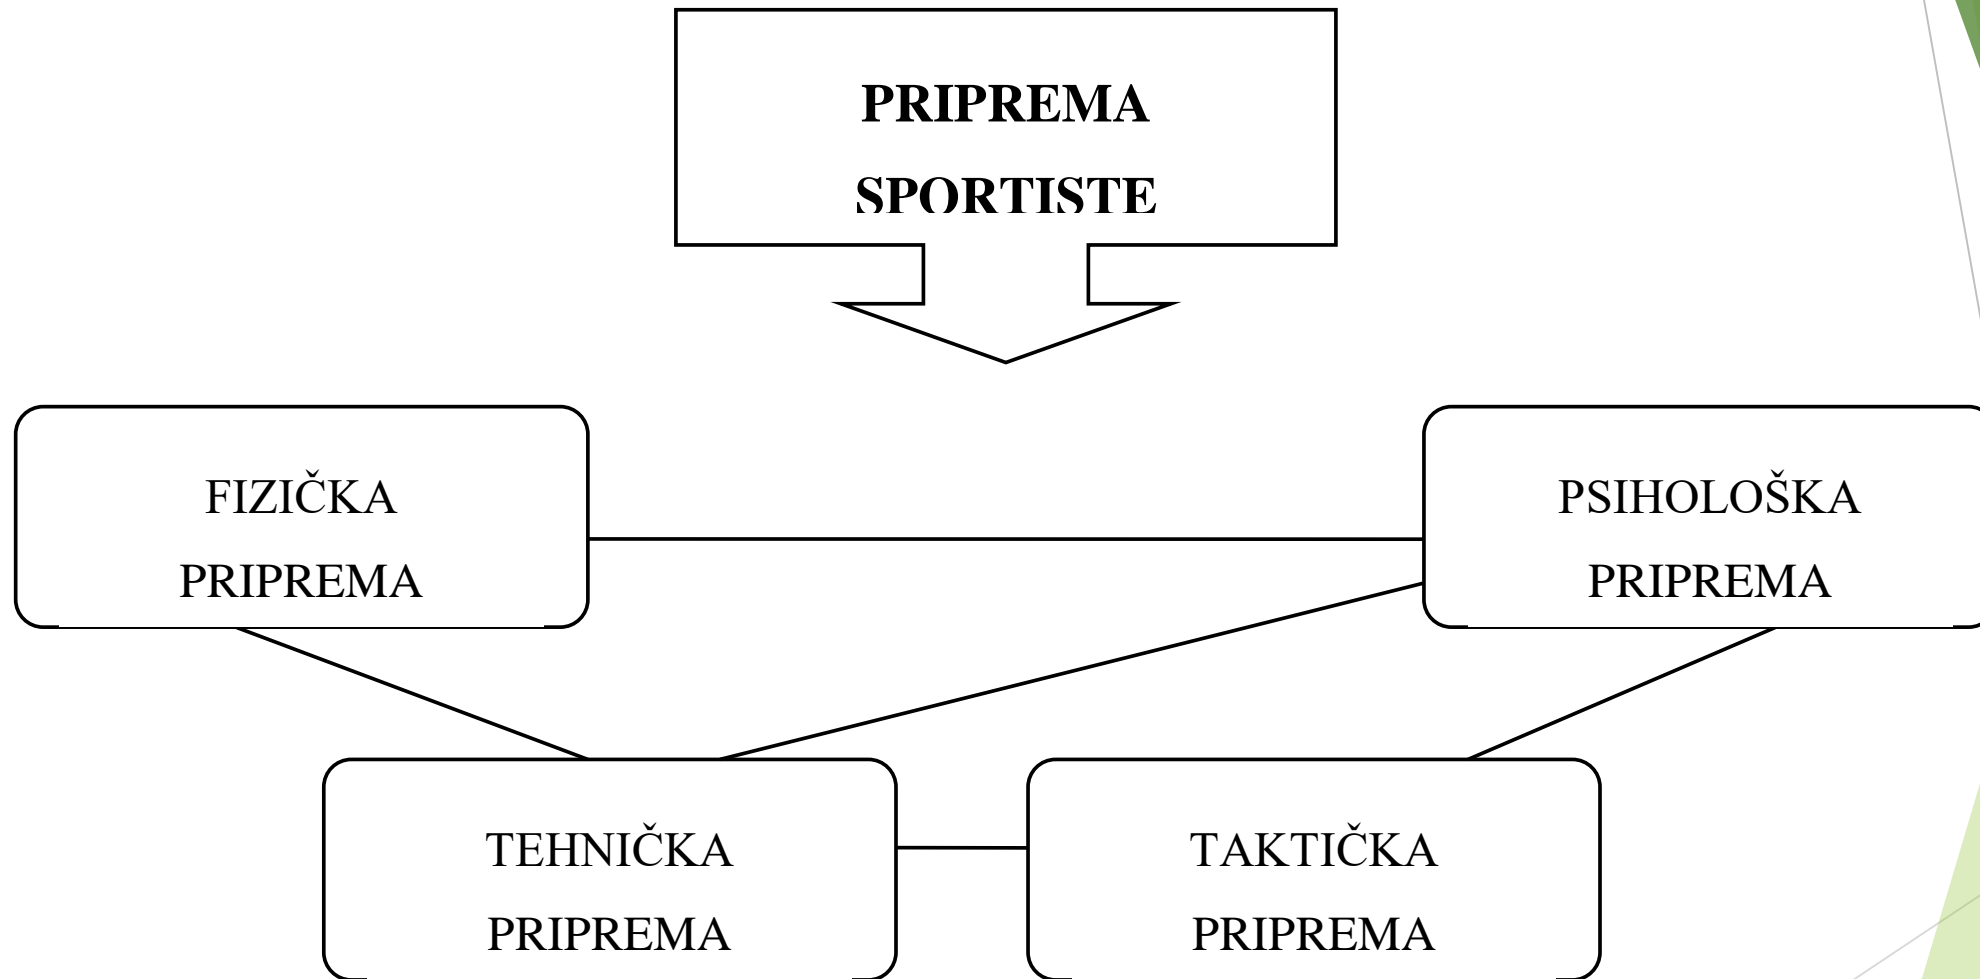 PRIPREMA
SPORTISTE
FIZIČKA
PRIPREMA
PSIHOLOŠKA
PRIPREMA
TEHNIČKA
PRIPREMA
TAKTIČKA
PRIPREMA